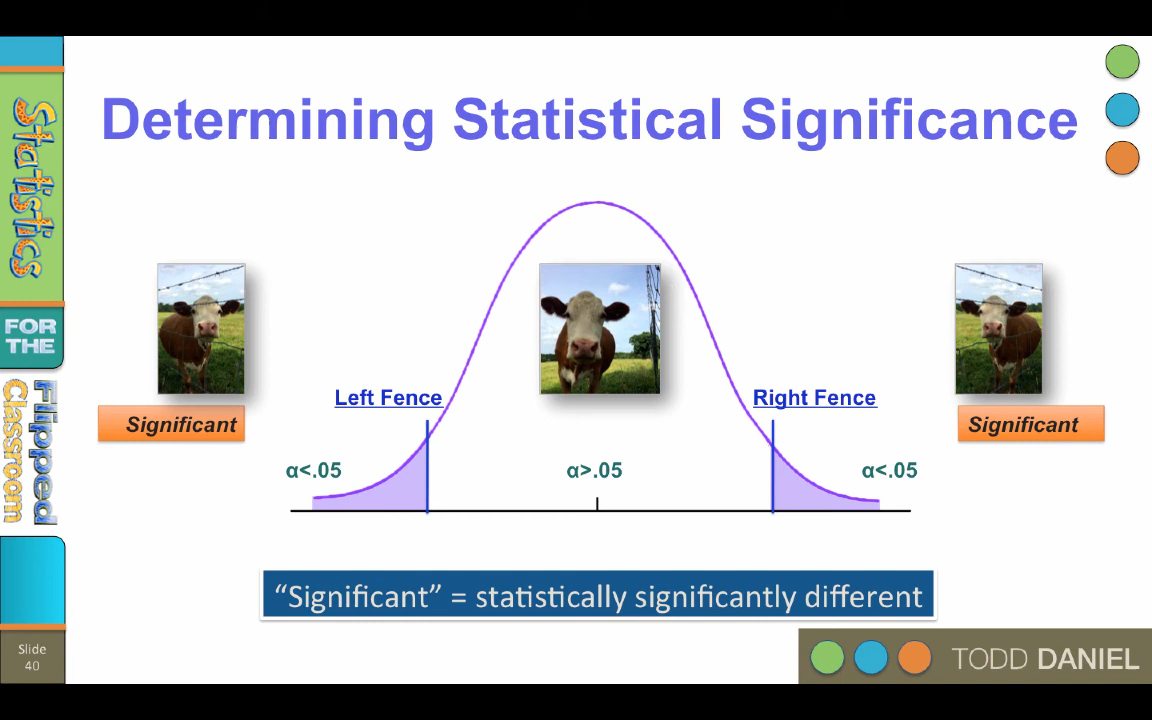 Determining Statistical Significance
Statistics
FOR
THE
Flipped
Classroom
Left Fence
Right Fence
Significant
Significant
α<.05
α>.05
α<.05
“Significant” = statistically significantly different
Slide
40
TODD DANIEL